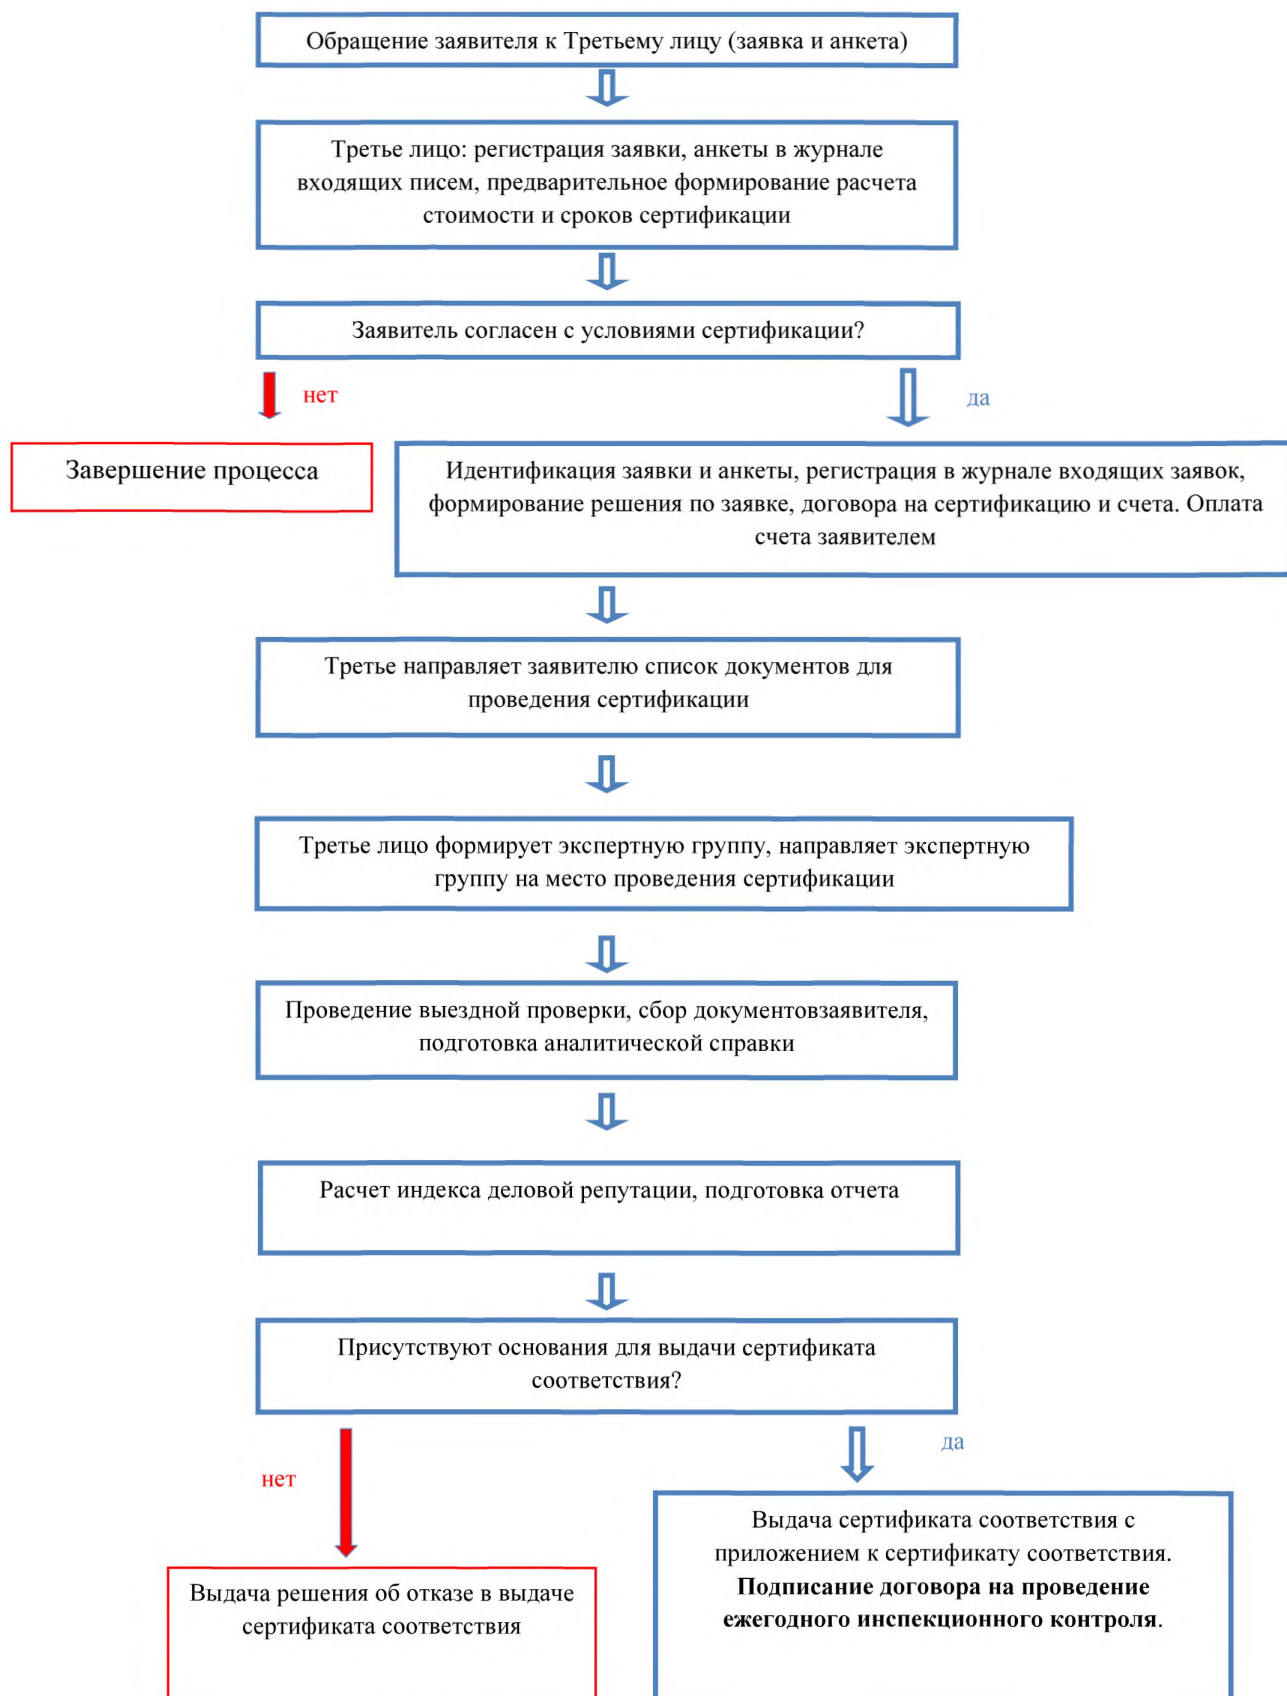 Обращение заявителя к Третьему лицу (заявка и анкета)
Третье лицо: регистрация заявки, анкеты в журнале
входящих писем, предварительное формирование расчета
стоимости и сроков сертификации
Заявитель согласен с условиями сертификации?
нет
да
Завершение процесса
Идентификация заявки и анкеты, регистрация в журнале входящих заявок,
формирование решения по заявке, договора на сертификацию и счета. Оплата
счета заявителем
Третье направляет заявителю список документов для
проведения сертификации
Третье лицо формирует экспертную группу, направляет экспертную
группу на место проведения сертификации
Проведение выездной проверки, сбор документовзаявителя,
подготовка аналитической справки
Расчет индекса деловой репутации, подготовка отчета
Присутствуют основания для выдачи сертификата
соответствия?
нет
да
Выдача решения об отказе в выдаче
сертификата соответствия
Выдача сертификата соответствия с
приложением к сертификату соответствия.
Подписание договора на проведение
ежегодного инспекционного контроля.